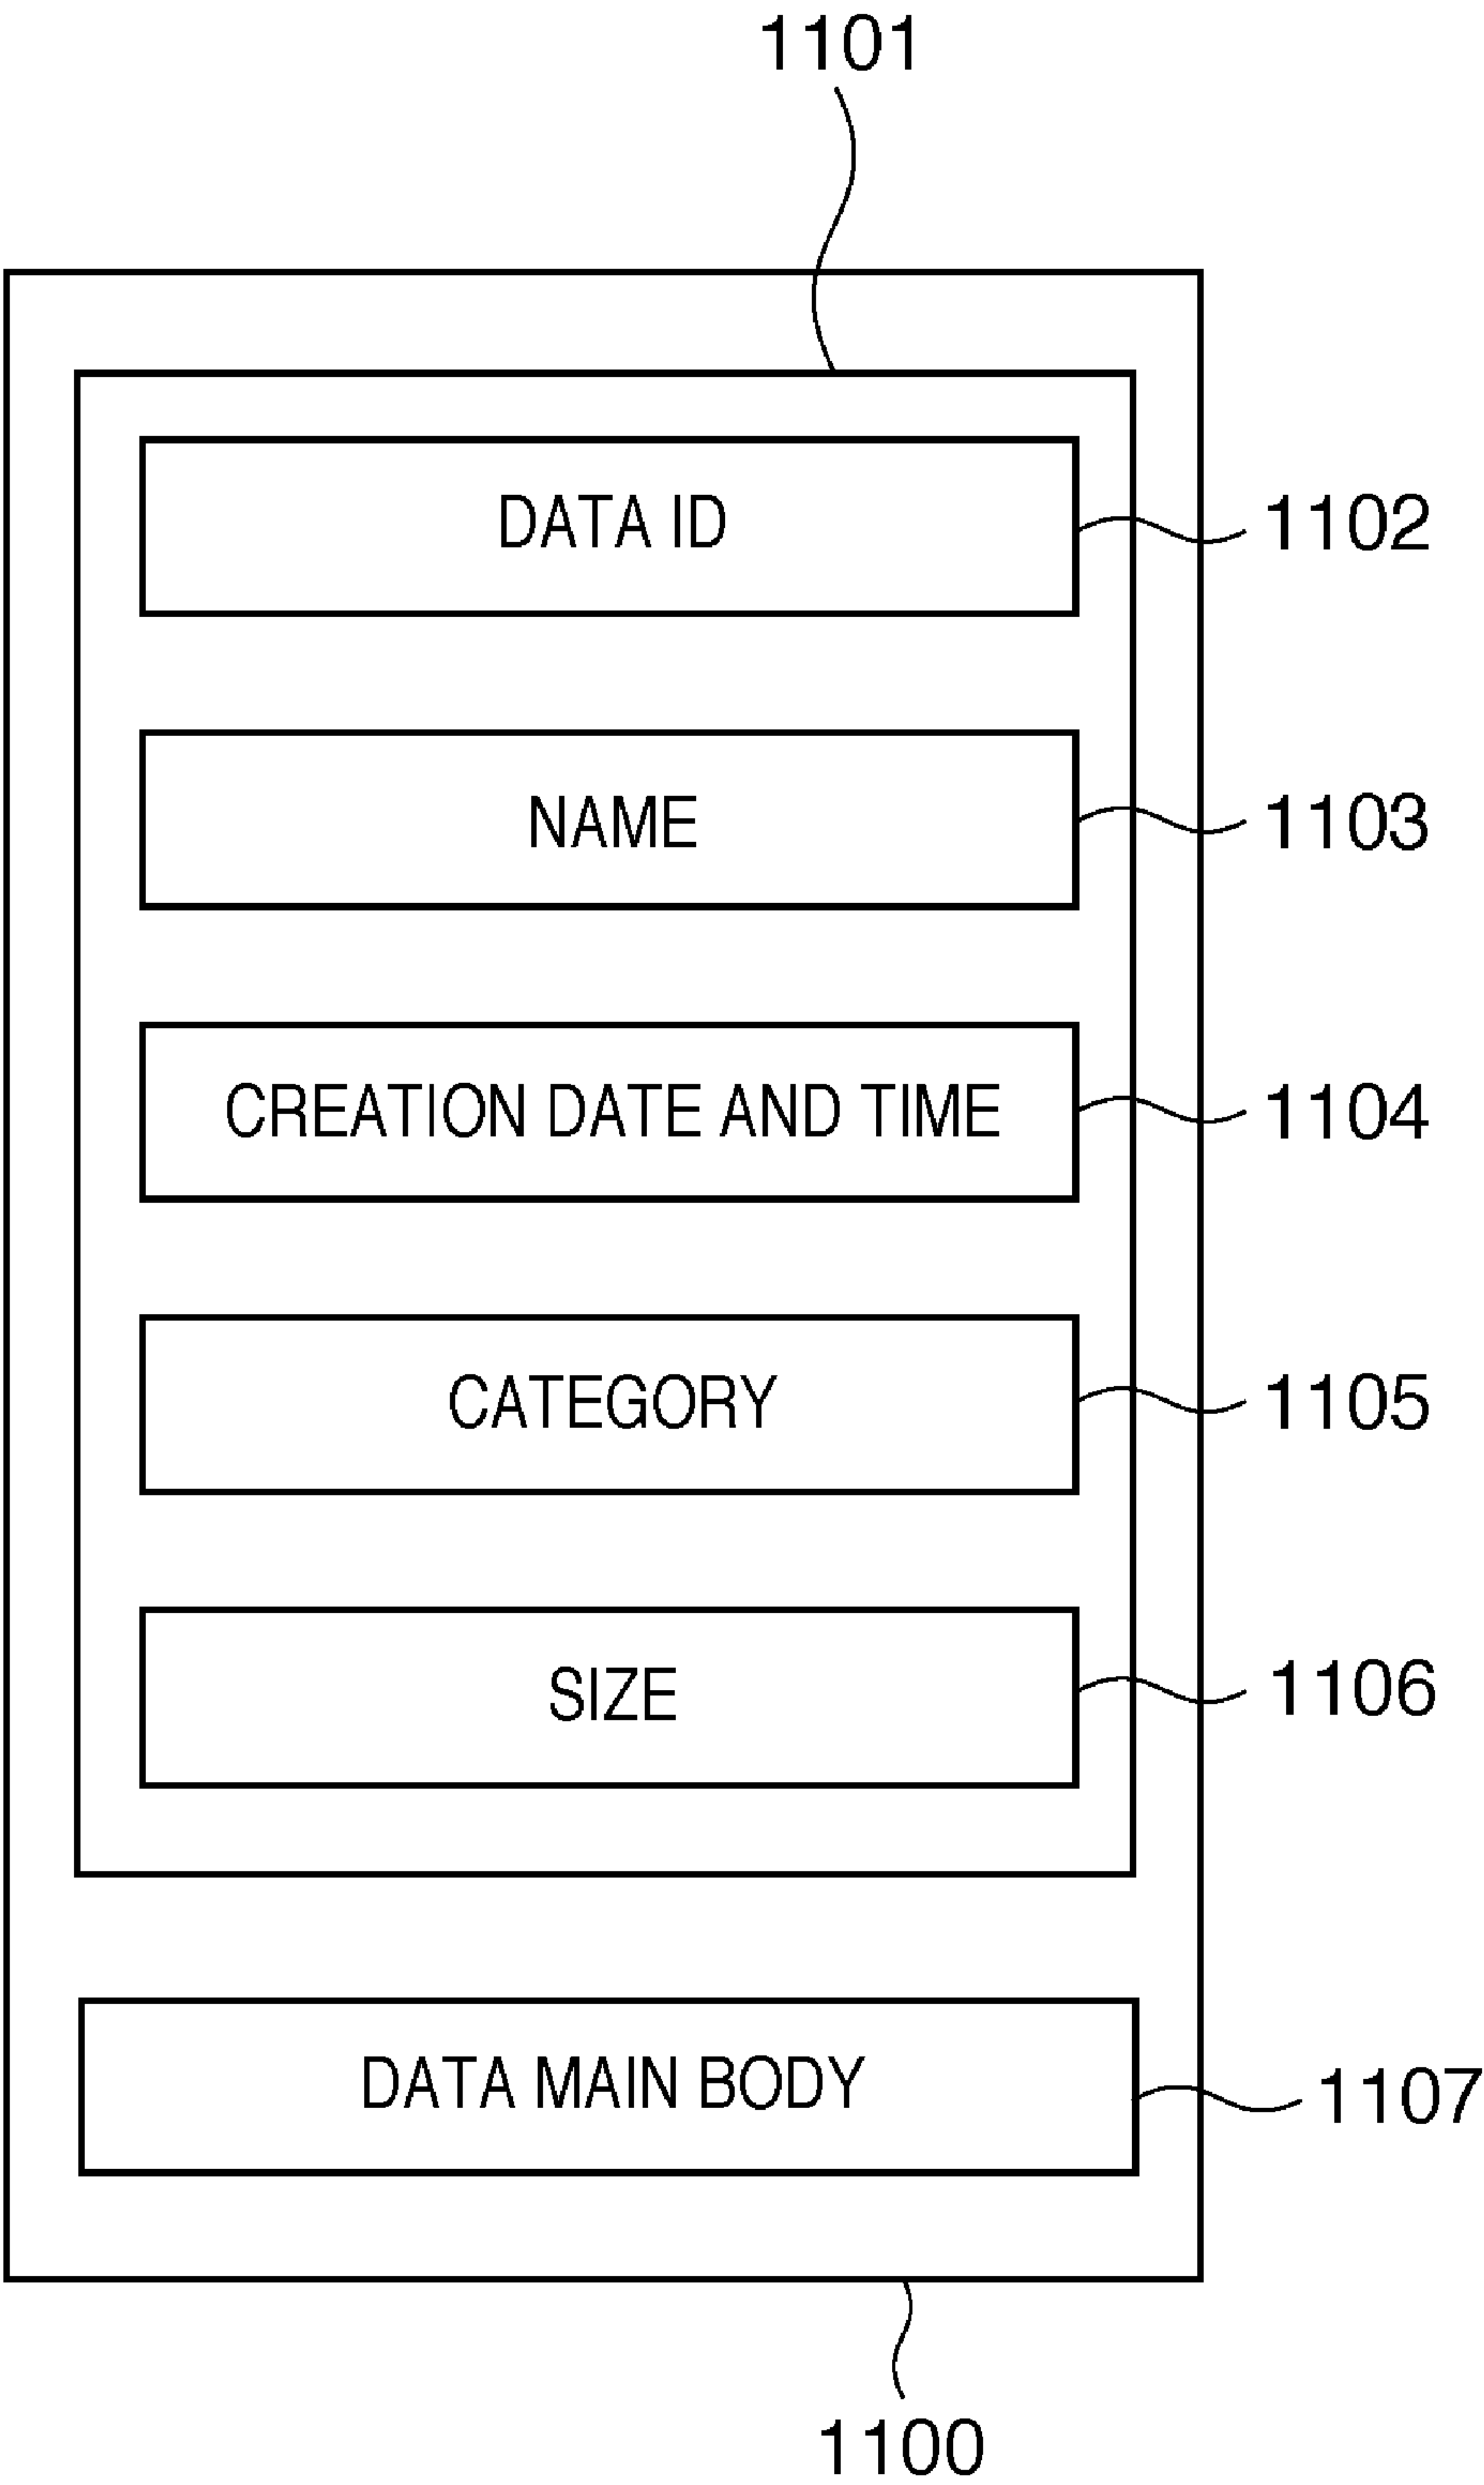 1101
DATA ID
1102
NAME
1103
CREATION DATE AND TIME
1104
CATEGORY
1105
SIZE
1106
DATA MAIN BODY
1107
1100